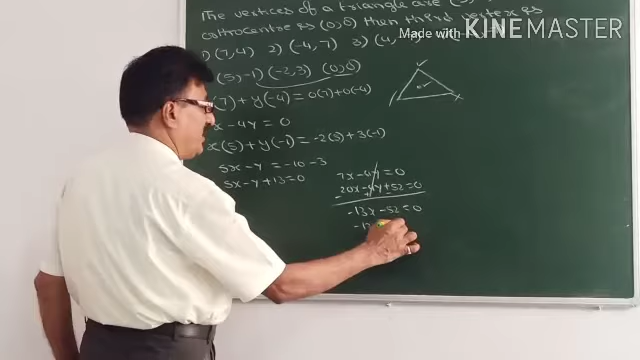 The vertices of a triangle are (5,
orthocentre is (0,0) then third vertex is
1) (7,4) 2) (-4,7) 3) (4,
Made with KINEMASTER
(5,-1) (-2,3) (0,0)
(7) + y(-4) = 0(7)+0(-4)
x - 4y = 0
x(5) + y(-1) = -2(5) + 3(-1)
5x - y = -10 - 3
5x - y + 13 = 0
7x - 4y = 0
20x - 4y + 52 = 0
- + -
-13x - 52 = 0
-13